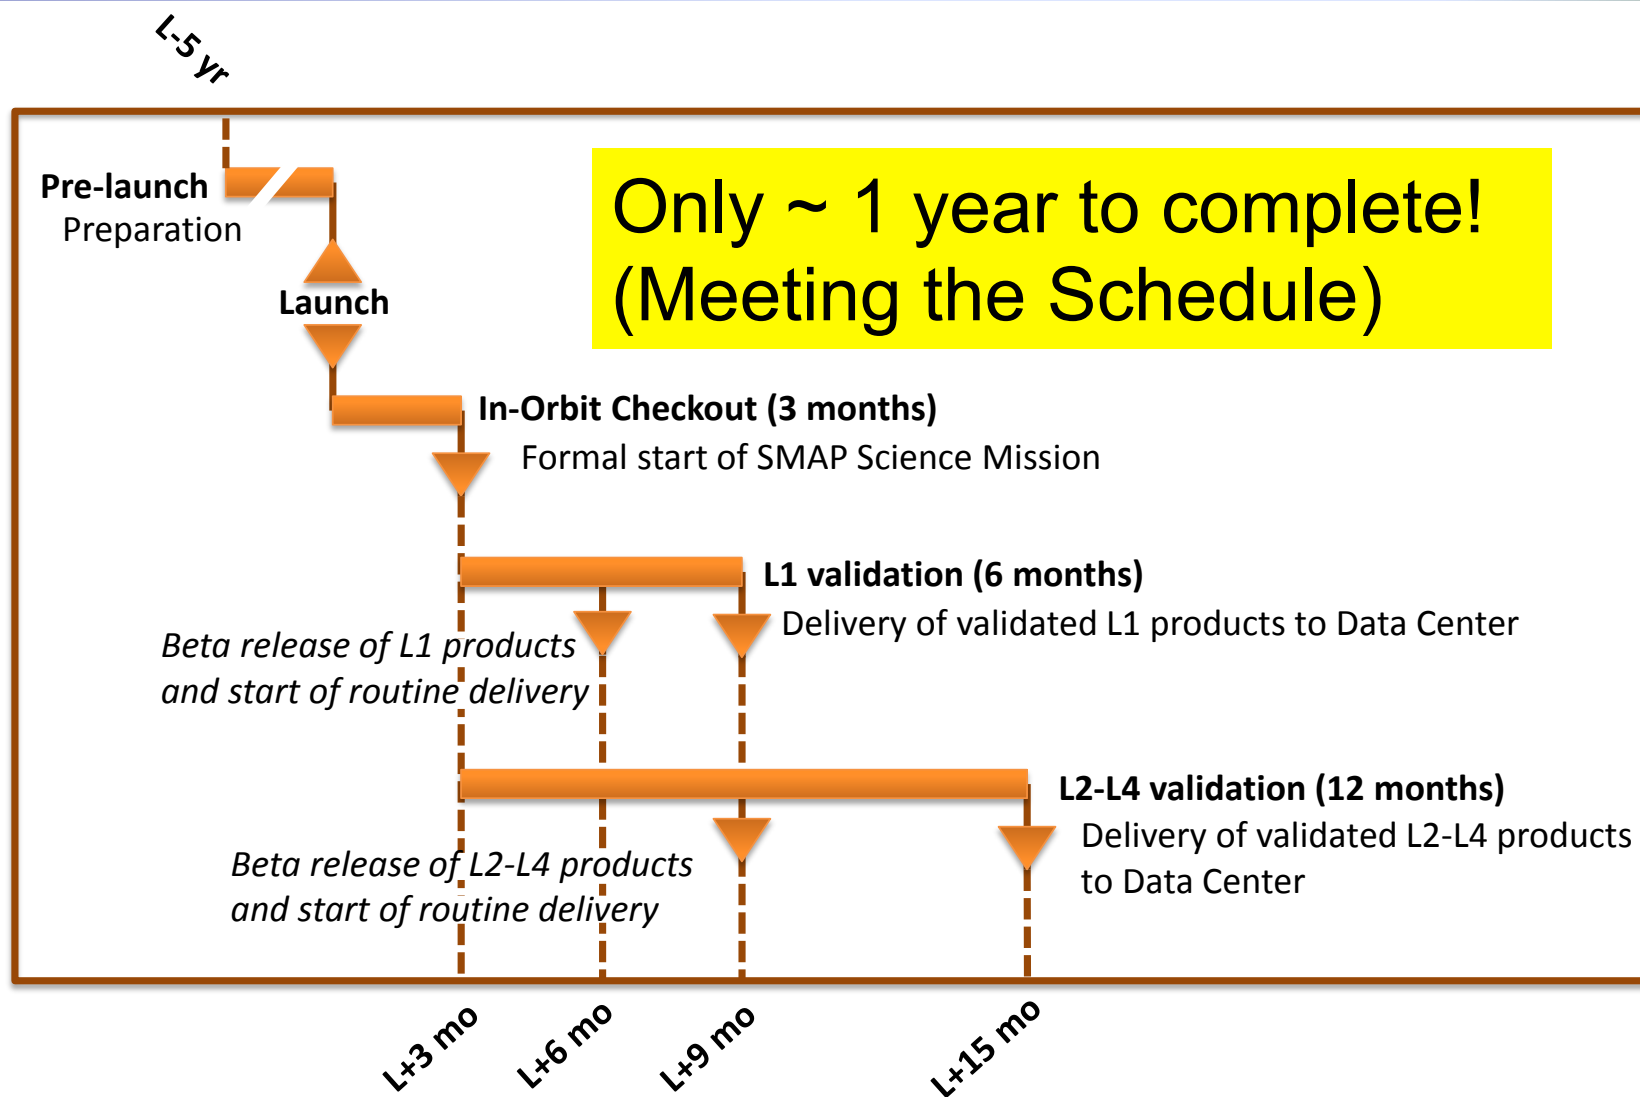 L-5 yr
Pre-launch
Preparation
Only ~ 1 year to complete!
(Meeting the Schedule)
Launch
In-Orbit Checkout (3 months)
Formal start of SMAP Science Mission
L1 validation (6 months)
Delivery of validated L1 products to Data Center
Beta release of L1 products
and start of routine delivery
L2-L4 validation (12 months)
Delivery of validated L2-L4 products
to Data Center
Beta release of L2-L4 products
and start of routine delivery
L+3 mo
L+6 mo
L+9 mo
L+15 mo